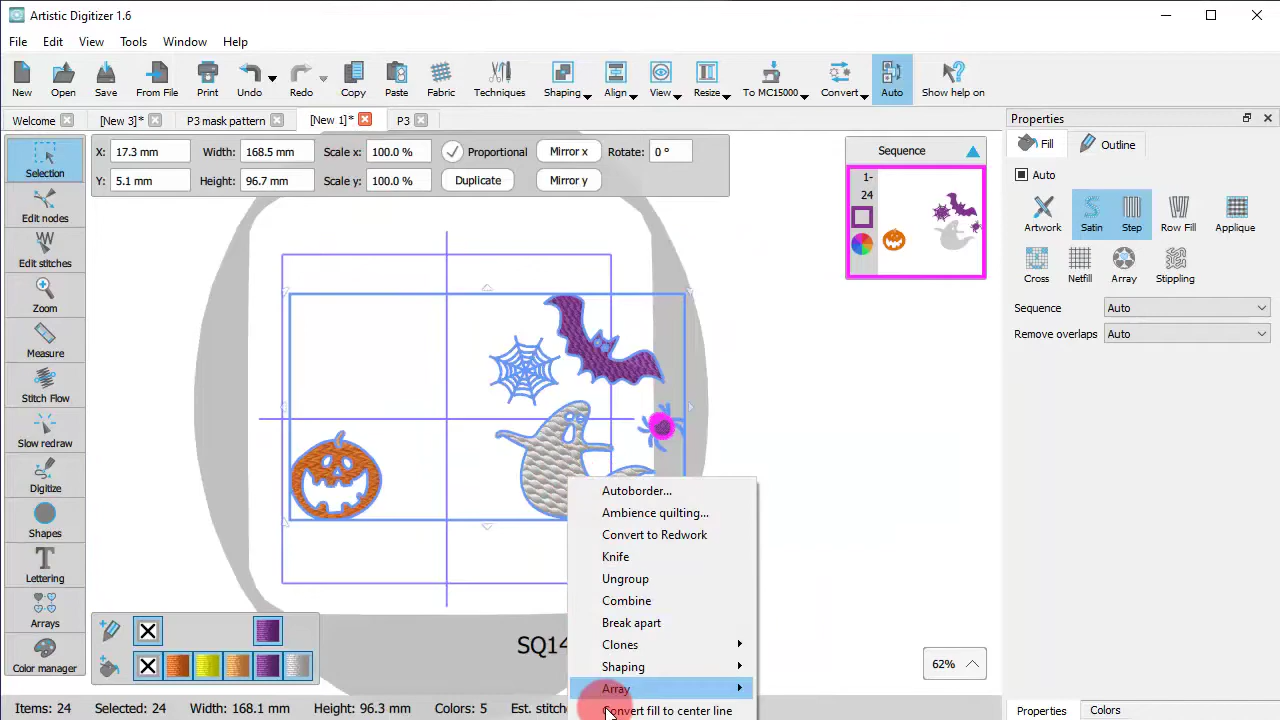 Artistic Digitizer 1.6
File Edit View Tools Window Help
New Open Save From File Print Undo Redo Copy Paste Fabric Techniques Shaping Align View Resize To MC15000 Convert Auto Show help on
Welcome [New 3]* P3 mask pattern [New 1]* P3
Properties
Fill Outline
X: 17.3 mm Width: 168.5 mm Scale x: 100.0 % Proportional Mirror x Rotate: 0 °
Y: 5.1 mm Height: 96.7 mm Scale y: 100.0 % Duplicate Mirror y
Sequence
1-
24
Auto
Artwork Satin Step Row Fill Applique
Cross Netfill Array Stippling
Sequence Auto
Remove overlaps Auto
Selection
Edit nodes
Edit stitches
Zoom
Measure
Stitch Flow
Slow redraw
Digitize
Shapes
Lettering
Arrays
Color manager
Autoborder...
Ambience quilting...
Convert to Redwork
Knife
Ungroup
Combine
Break apart
Clones
Shaping
Array
Convert fill to center line
SQ14
62%
Items: 24 Selected: 24 Width: 168.1 mm Height: 96.3 mm Colors: 5 Est. stitche
Properties Colors